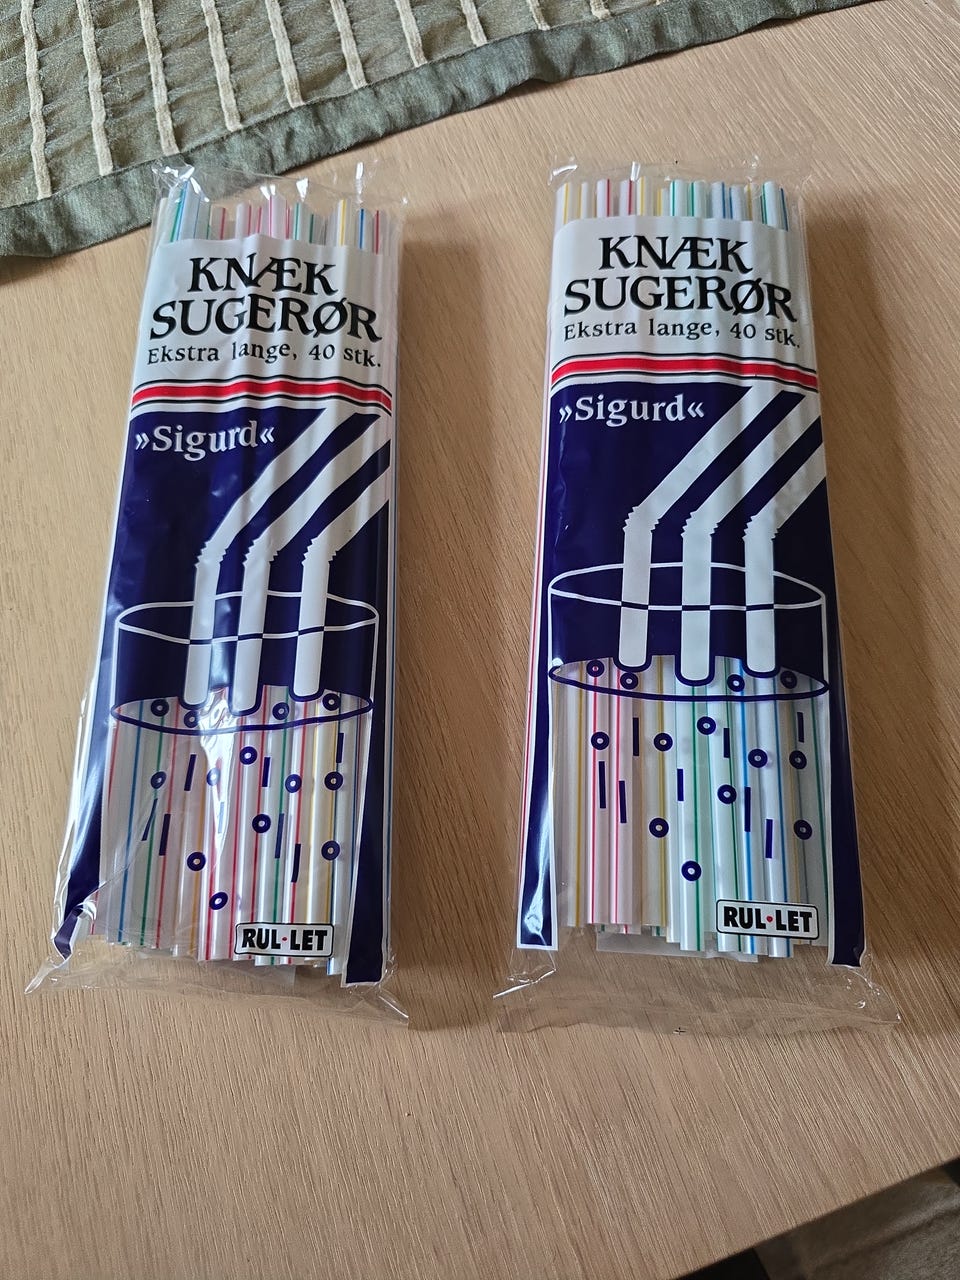 KNÆK
SUGERØR
Ekstra lange, 40 stk.
»Sigurd«
RUL·LET
KNÆK
SUGERØR
Ekstra lange, 40 stk.
»Sigurd«
RUL·LET